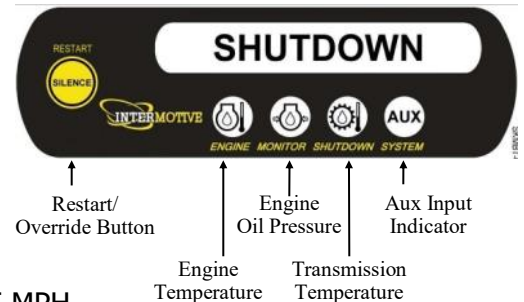 RESTART
SHUTDOWN
SILENCE
INTERMOTIVE
AUX
ENGINE MONITOR SHUTDOWN SYSTEM
Restart/
Override Button
Engine
Oil Pressure
Aux Input
Indicator
Engine
Temperature
Transmission
Temperature
MPH